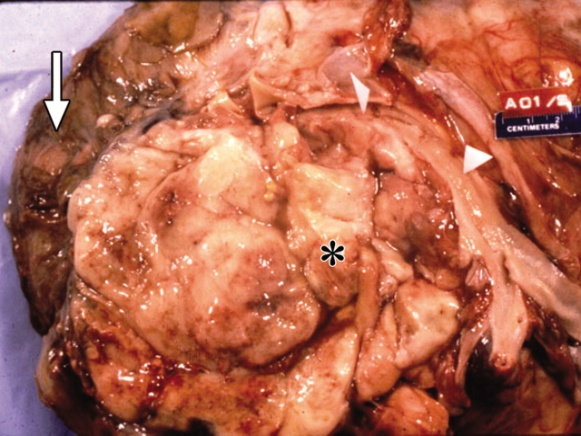 A01/
1 2
CENTIMETERS
*